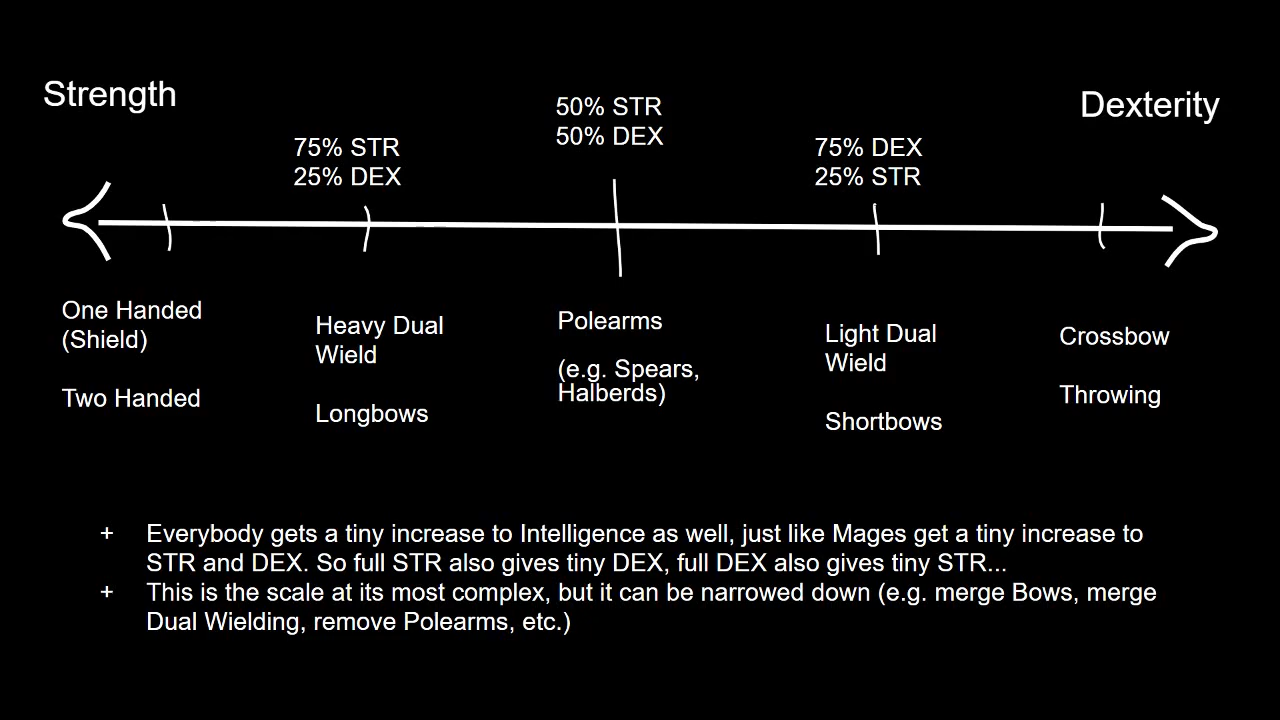 Strength
Dexterity
50% STR
50% DEX
75% STR
25% DEX
75% DEX
25% STR
One Handed
(Shield)
Two Handed
Heavy Dual
Wield
Longbows
Polearms
(e.g. Spears,
Halberds)
Light Dual
Wield
Shortbows
Crossbow
Throwing
+ Everybody gets a tiny increase to Intelligence as well, just like Mages get a tiny increase to
STR and DEX. So full STR also gives tiny DEX, full DEX also gives tiny STR...
+ This is the scale at its most complex, but it can be narrowed down (e.g. merge Bows, merge
Dual Wielding, remove Polearms, etc.)